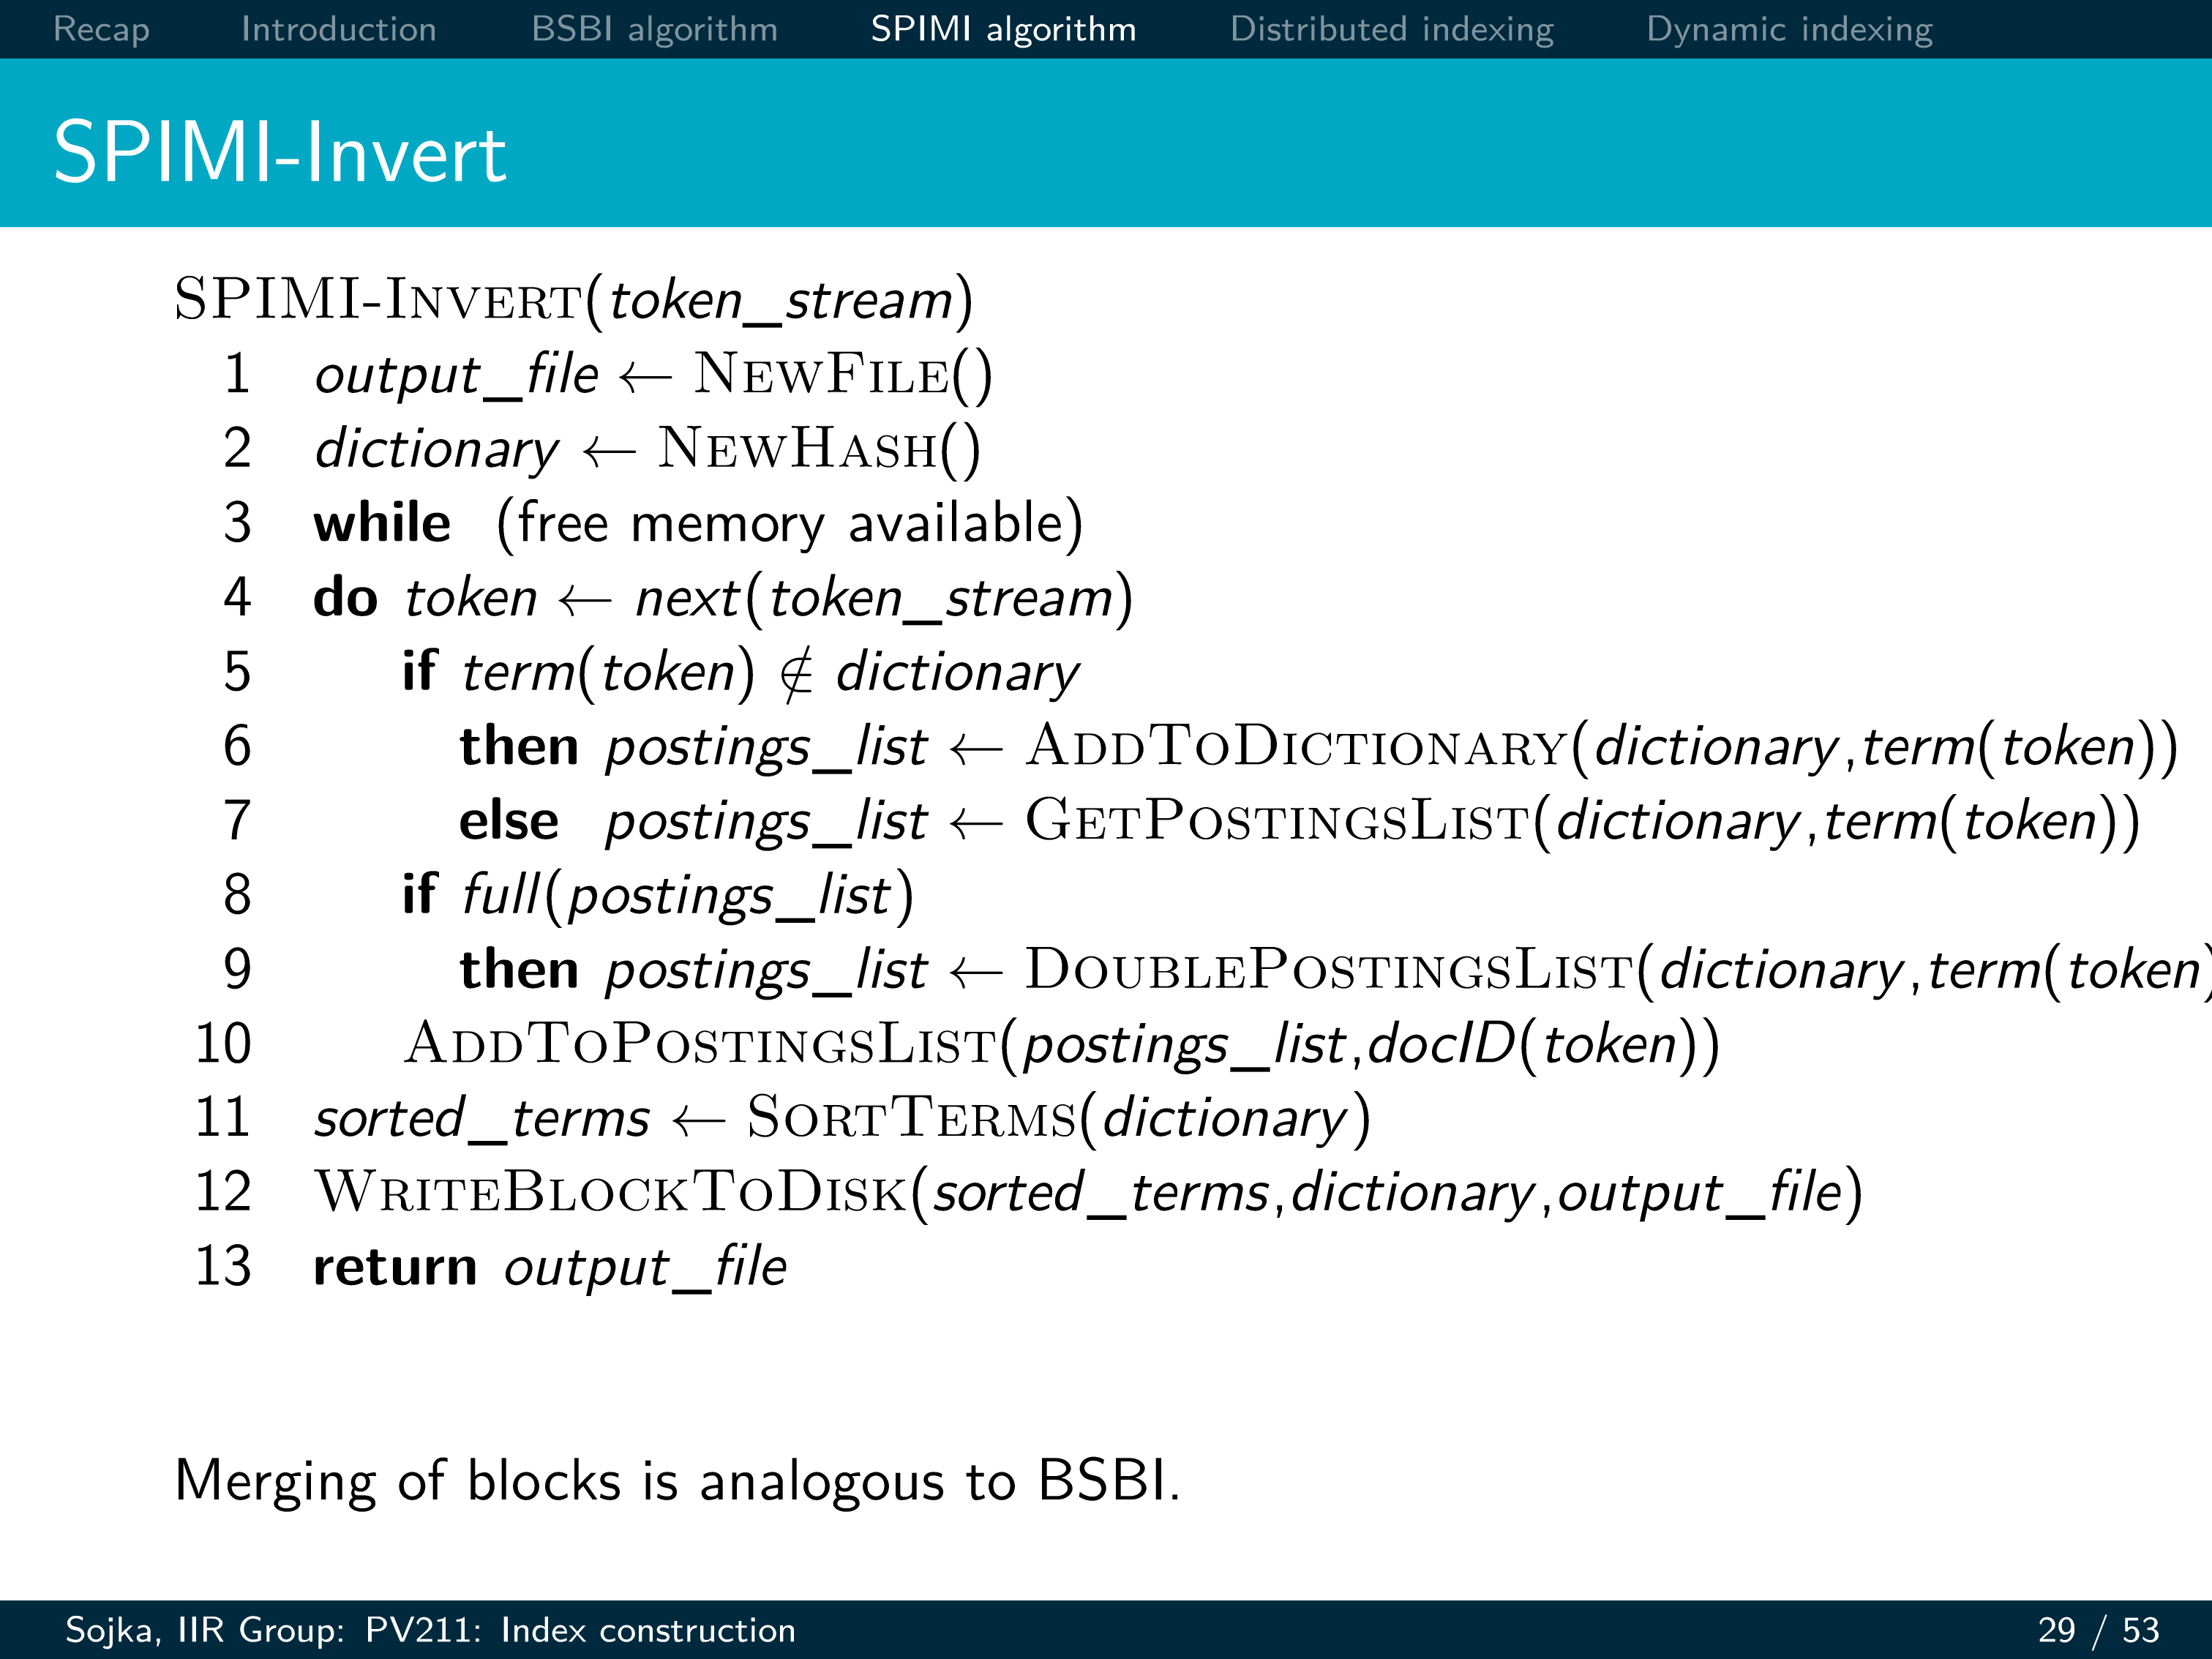 Recap Introduction BSBI algorithm SPIMI algorithm Distributed indexing Dynamic indexing
SPIMI-Invert
SPIMI-Invert(token_stream)
1 output_file ← NewFile()
2 dictionary ← NewHash()
3 while (free memory available)
4 do token ← next(token_stream)
5 if term(token) ∉ dictionary
6 then postings_list ← AddToDictionary(dictionary,term(token))
7 else postings_list ← GetPostingsList(dictionary,term(token))
8 if full(postings_list)
9 then postings_list ← DoublePostingsList(dictionary,term(token)
10 AddToPostingsList(postings_list,docID(token))
11 sorted_terms ← SortTerms(dictionary)
12 WriteBlockToDisk(sorted_terms,dictionary,output_file)
13 return output_file
Merging of blocks is analogous to BSBI.
Sojka, IIR Group: PV211: Index construction 29 / 53